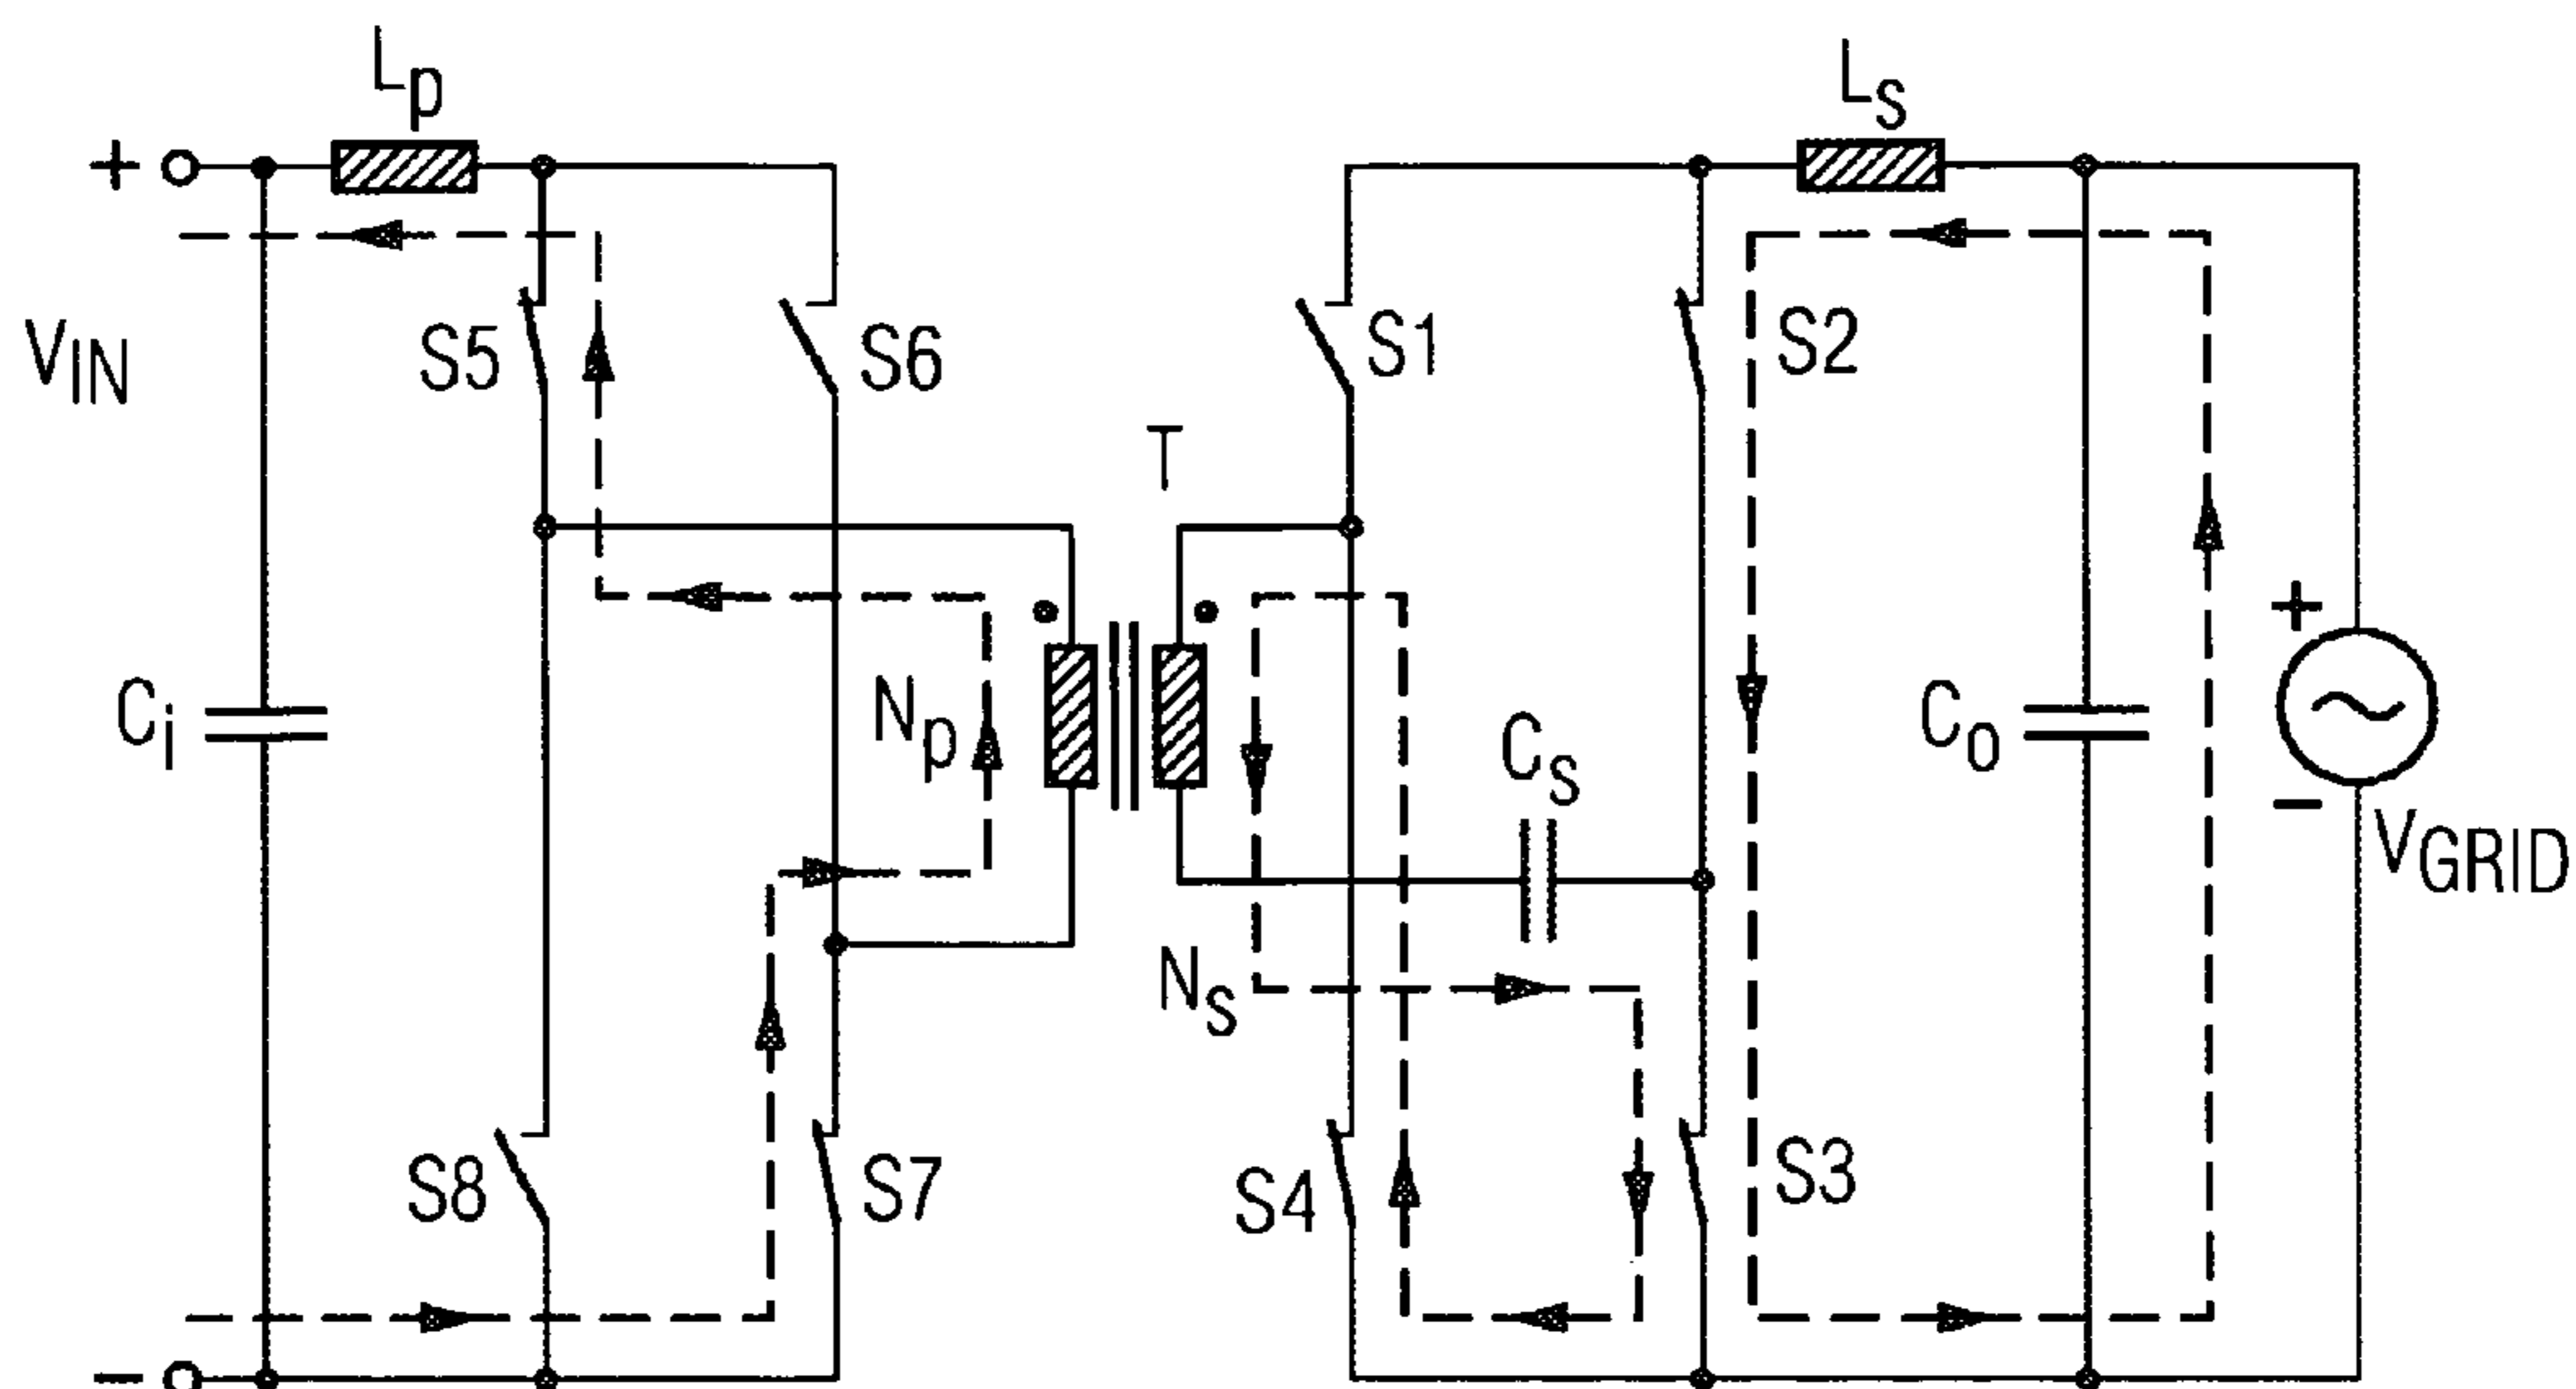 Lp
Ls
+
VIN
S5
S6
S1
S2
T
+
Ci
Np
Cs
Co
−
VGRID
Ns
S8
S7
S4
S3
−